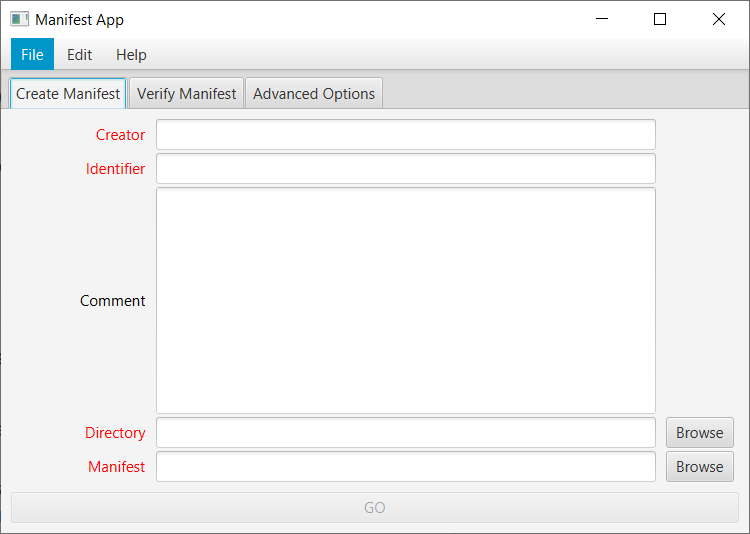 Manifest App
File Edit Help
Create Manifest Verify Manifest Advanced Options
Creator
Identifier
Comment
Directory Browse
Manifest Browse
GO